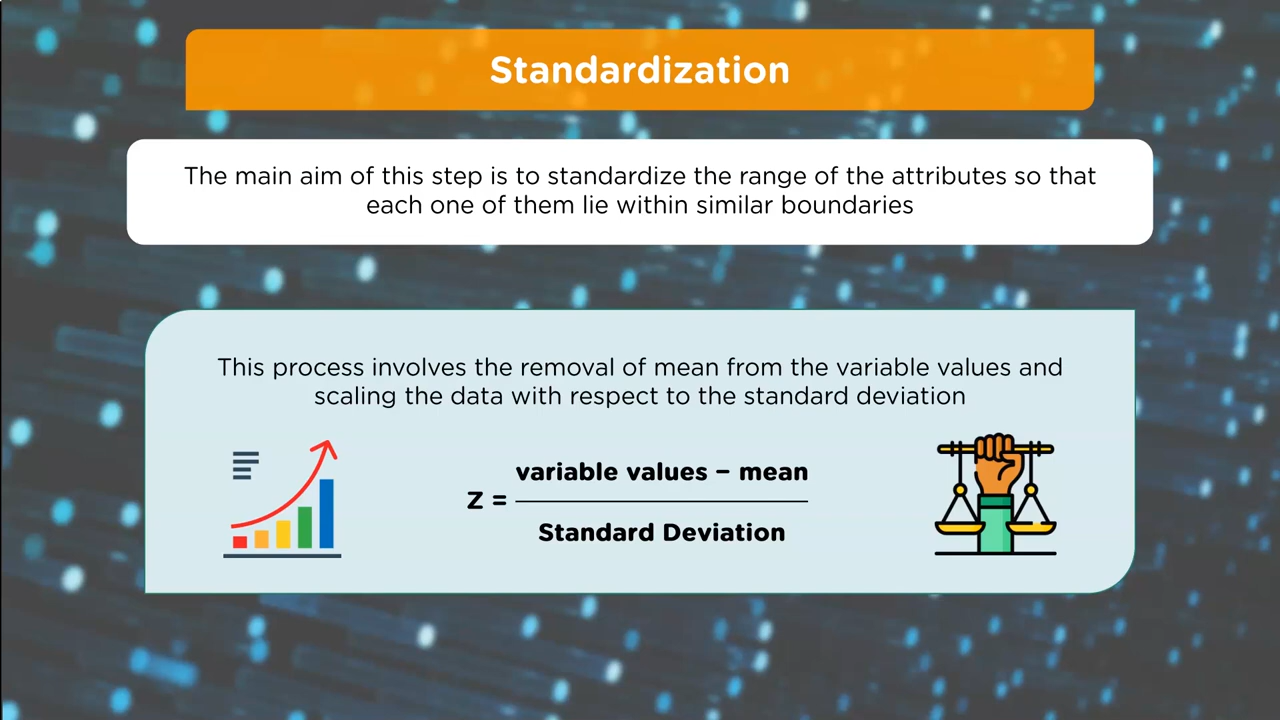 Standardization
The main aim of this step is to standardize the range of the attributes so that
each one of them lie within similar boundaries
This process involves the removal of mean from the variable values and
scaling the data with respect to the standard deviation
variable values – mean
Z =
Standard Deviation